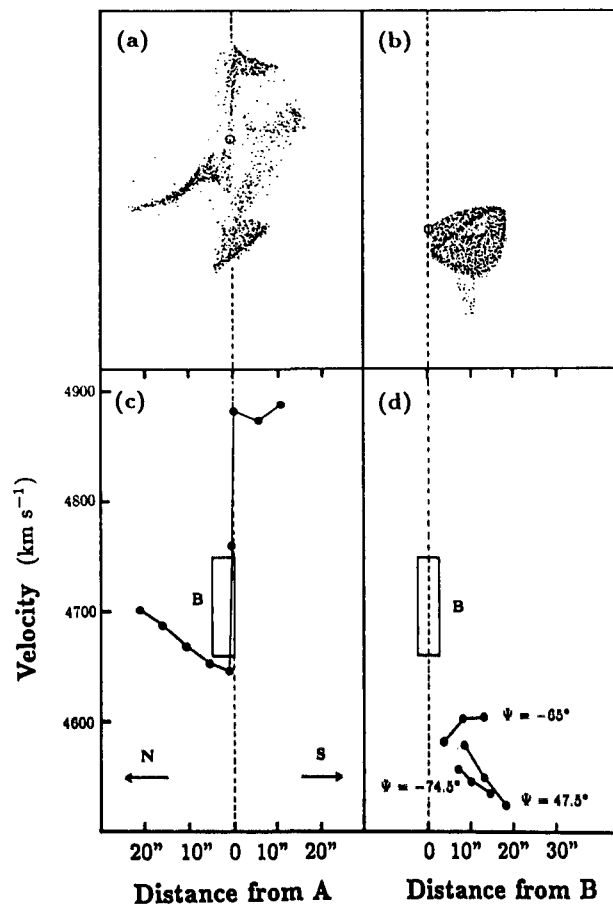 (a)
(b)
(c)
(d)
4900
4800
4700
4600
Velocity (km s⁻¹)
B
N
S
B
Ψ = -65°
Ψ = -74.5°
Ψ = 47.5°
20" 10" 0 10" 20"
0 10" 20" 30"
Distance from A
Distance from B